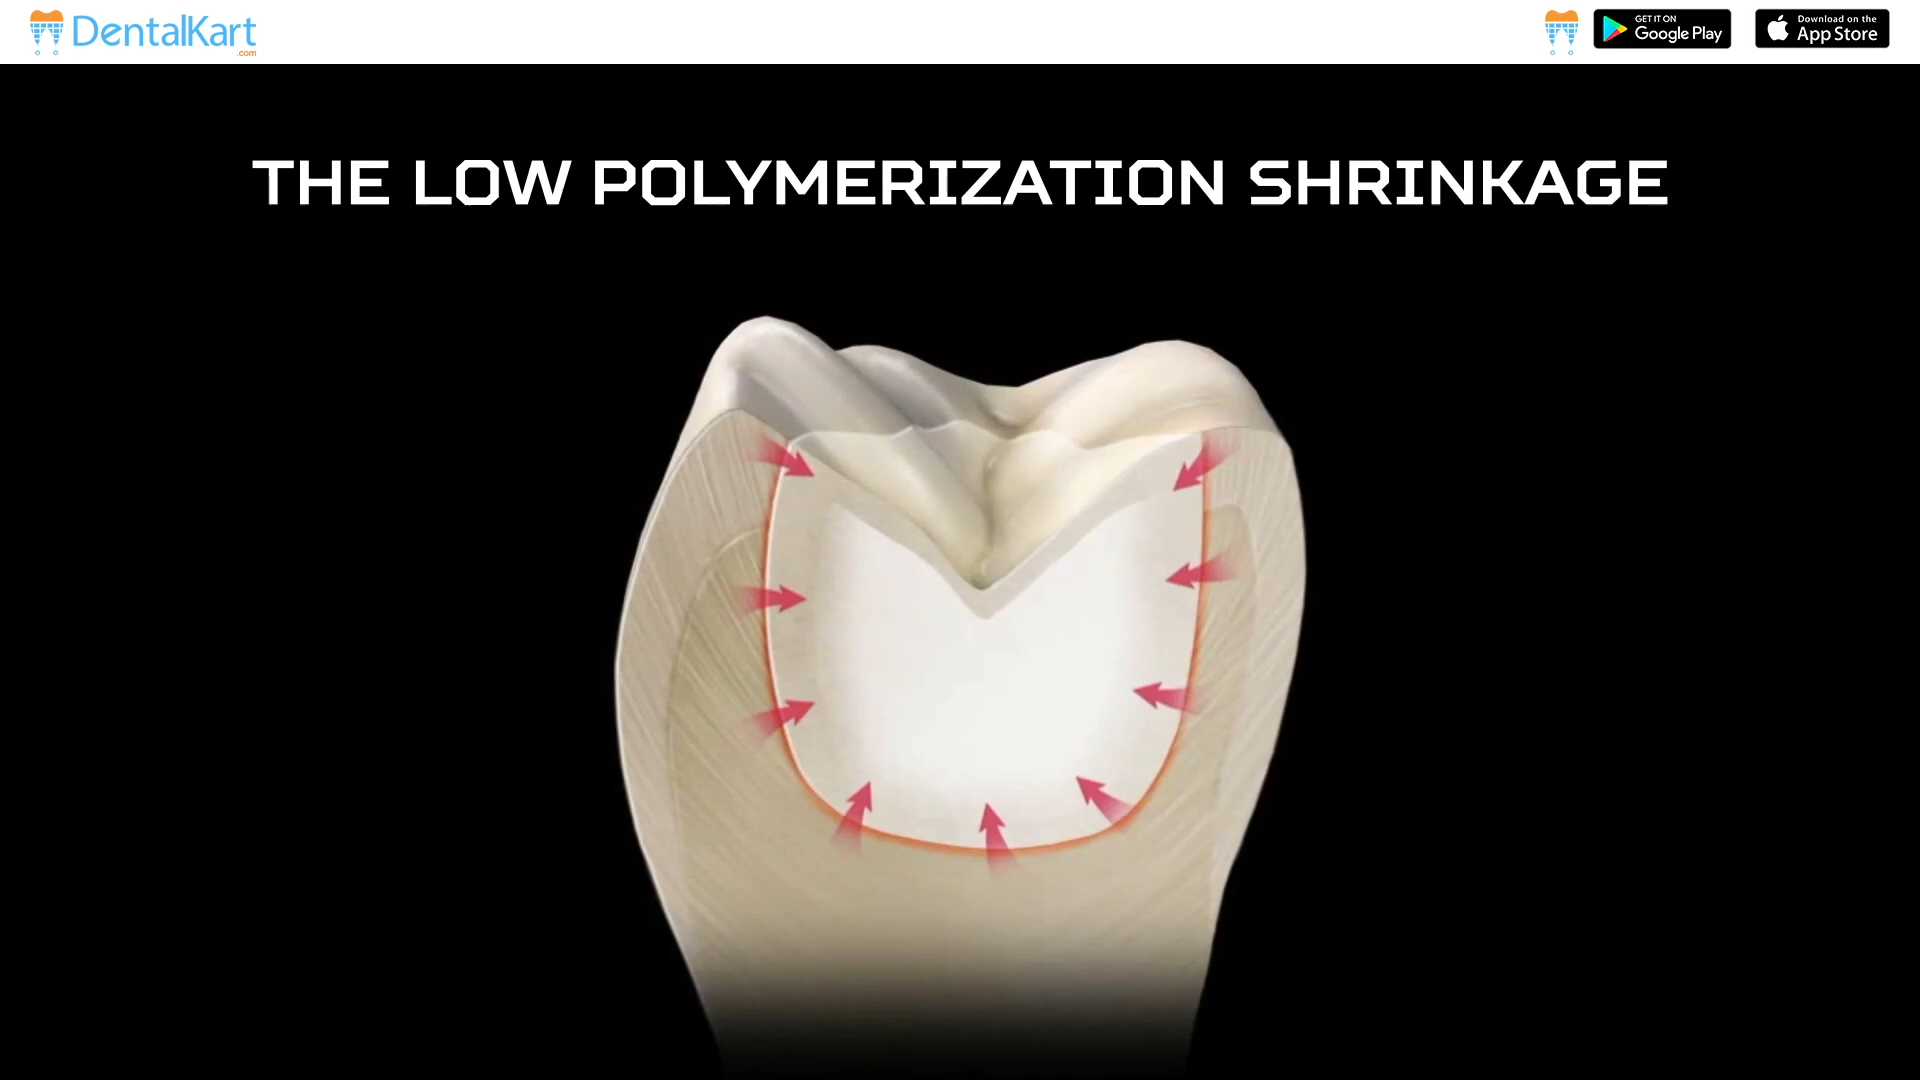 DentalKart
.com
GET IT ON
Google Play
Download on the
App Store
THE LOW POLYMERIZATION SHRINKAGE